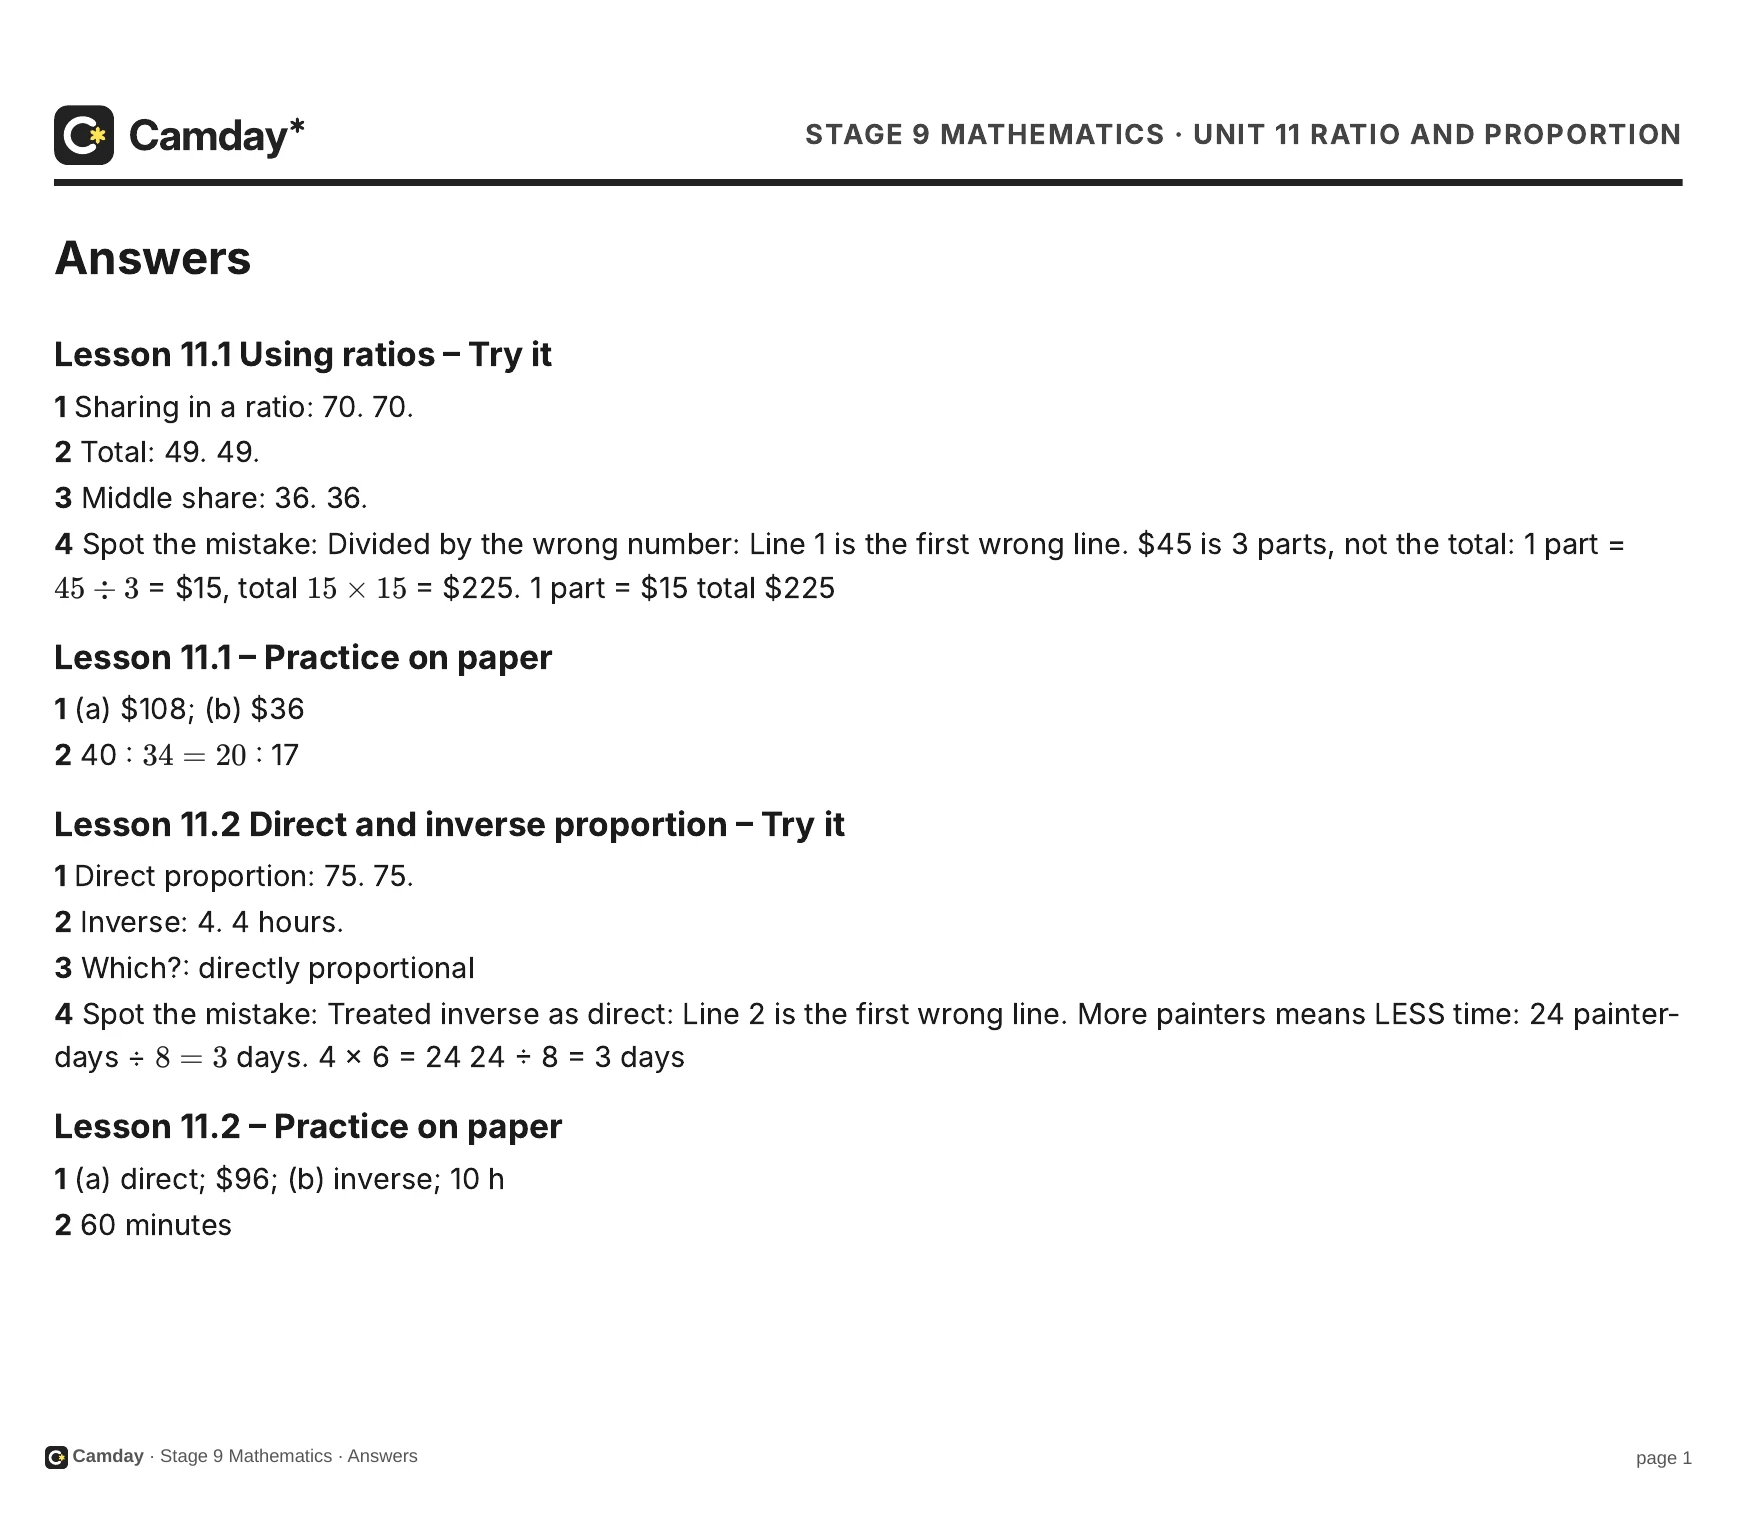 Camday*
STAGE 9 MATHEMATICS · UNIT 11 RATIO AND PROPORTION
Answers
Lesson 11.1 Using ratios – Try it
1 Sharing in a ratio: 70. 70.
2 Total: 49. 49.
3 Middle share: 36. 36.
4 Spot the mistake: Divided by the wrong number: Line 1 is the first wrong line. $45 is 3 parts, not the total: 1 part =
45 ÷ 3 = $15, total 15 × 15 = $225. 1 part = $15 total $225
Lesson 11.1 – Practice on paper
1 (a) $108; (b) $36
2 40 : 34 = 20 : 17
Lesson 11.2 Direct and inverse proportion – Try it
1 Direct proportion: 75. 75.
2 Inverse: 4. 4 hours.
3 Which?: directly proportional
4 Spot the mistake: Treated inverse as direct: Line 2 is the first wrong line. More painters means LESS time: 24 painter-
days ÷ 8 = 3 days. 4 × 6 = 24 24 ÷ 8 = 3 days
Lesson 11.2 – Practice on paper
1 (a) direct; $96; (b) inverse; 10 h
2 60 minutes
Camday · Stage 9 Mathematics · Answers
page 1